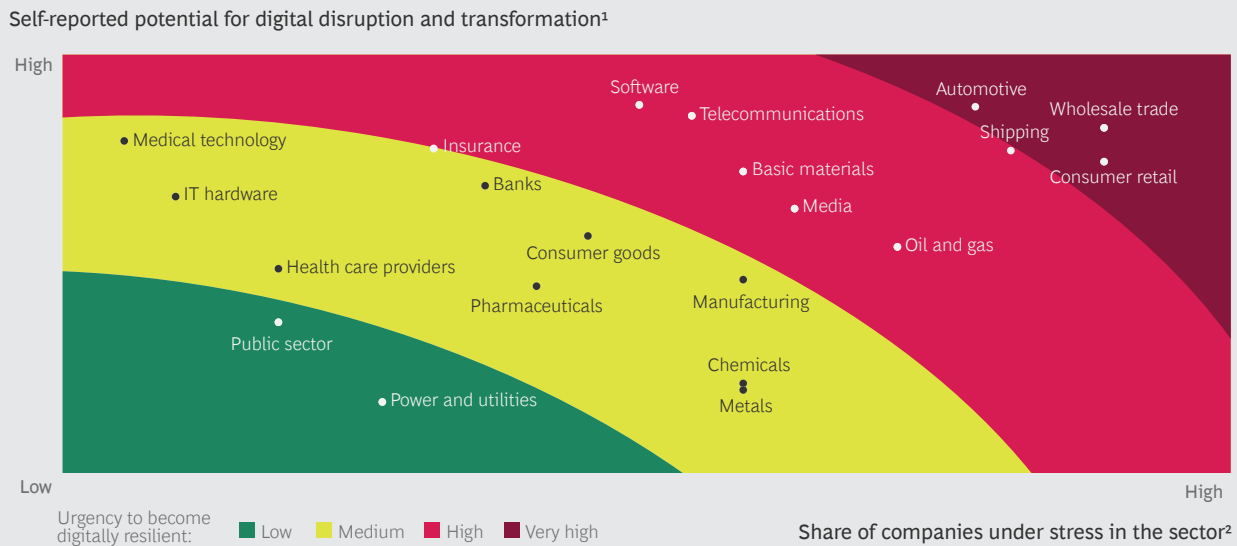 Self-reported potential for digital disruption and transformation¹
High
Software
Automotive
Telecommunications
Wholesale trade
Medical technology
Insurance
Shipping
Basic materials
Consumer retail
Banks
IT hardware
Media
Consumer goods
Oil and gas
Health care providers
Pharmaceuticals
Manufacturing
Public sector
Chemicals
Power and utilities
Metals
Low
High
Urgency to become
digitally resilient:
Low
Medium
High
Very high
Share of companies under stress in the sector²